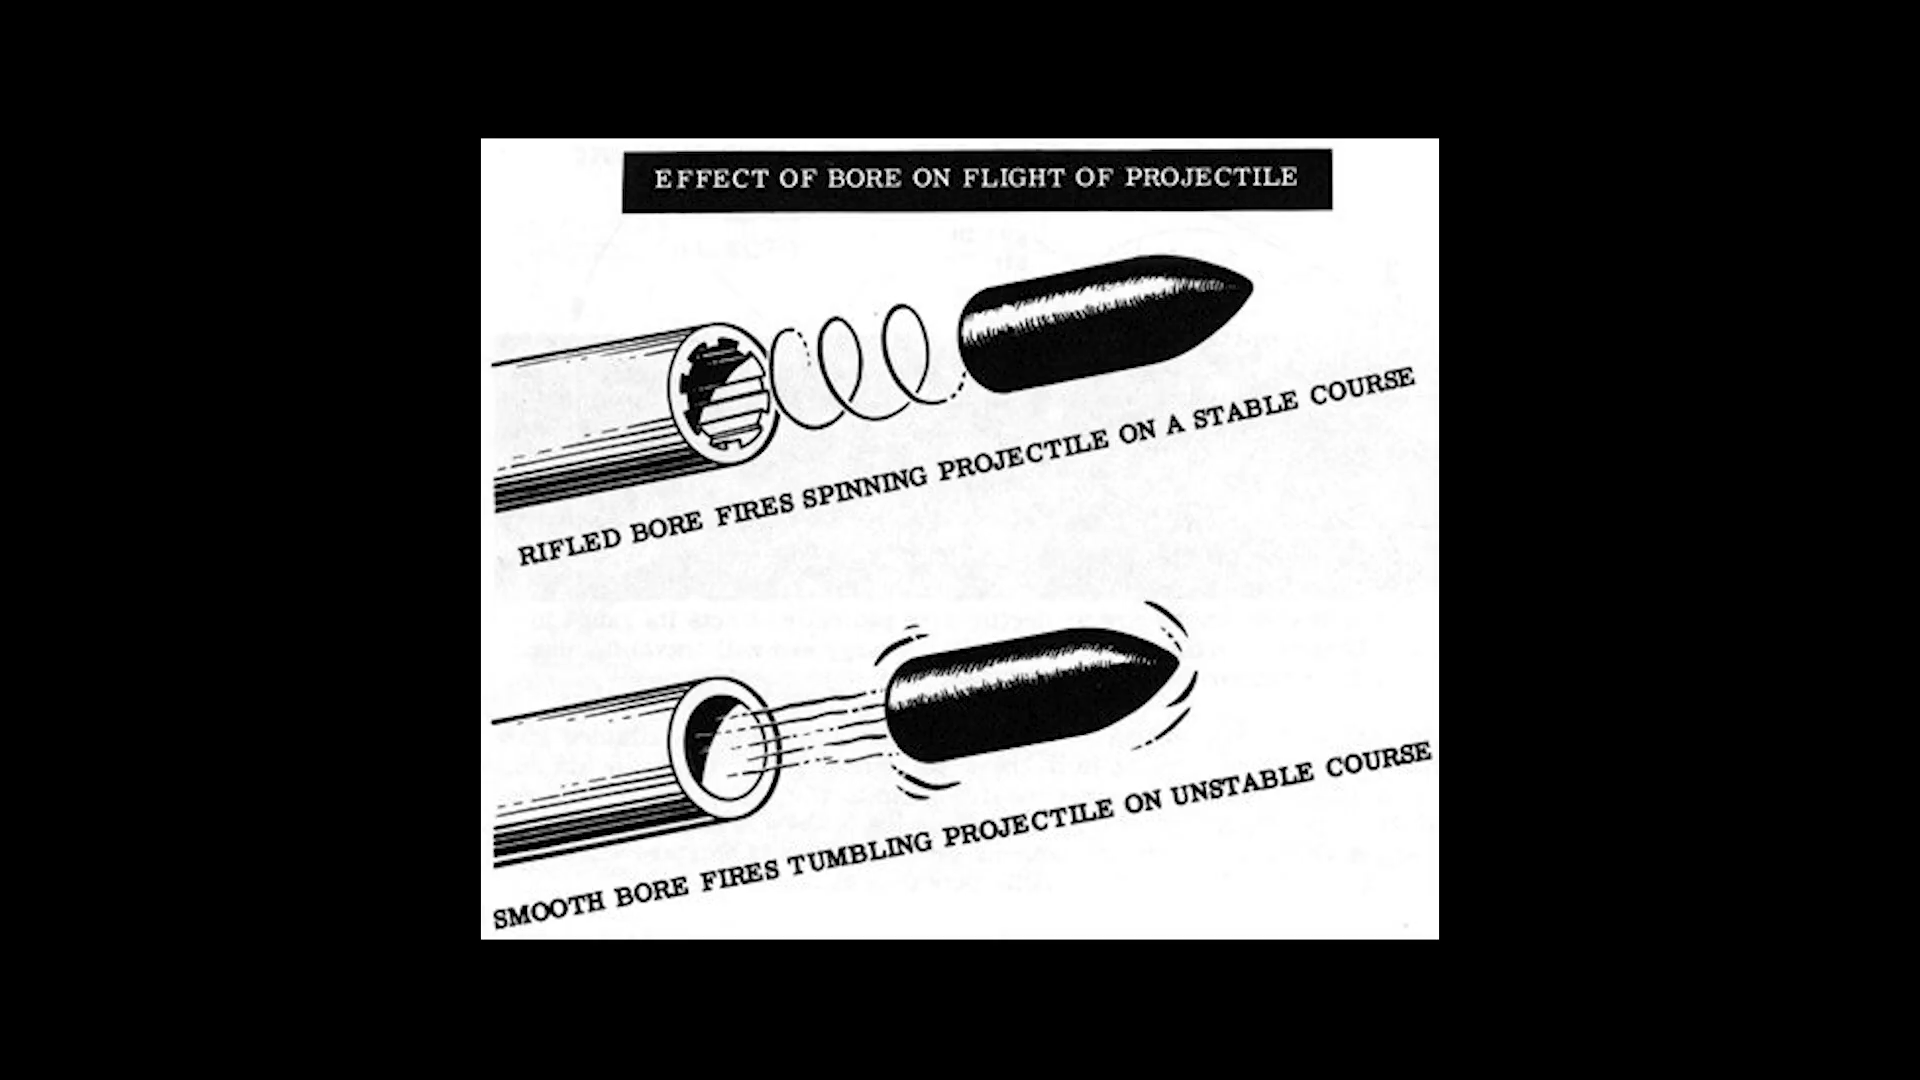 EFFECT OF BORE ON FLIGHT OF PROJECTILE
RIFLED BORE FIRES SPINNING PROJECTILE ON A STABLE COURSE
SMOOTH BORE FIRES TUMBLING PROJECTILE ON UNSTABLE COURSE